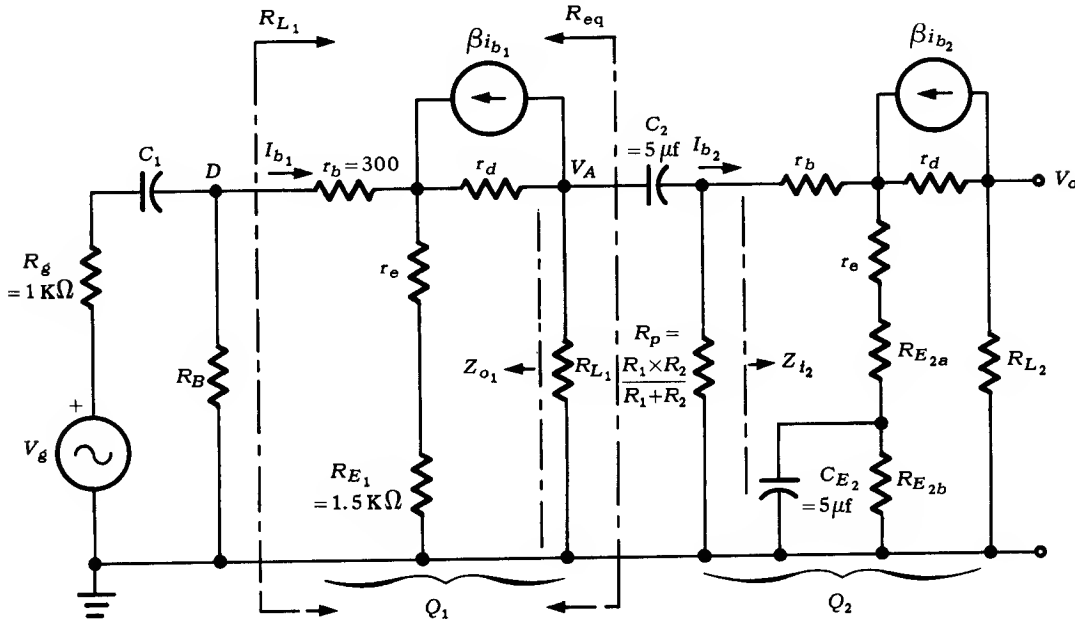 R_{L_1}
R_{eq}
βi_{b_1}
βi_{b_2}
C_1
D
I_{b_1}
r_b = 300
r_d
V_A
C_2
= 5 μf
I_{b_2}
r_b
r_d
V_o
R_g
= 1 KΩ
r_e
r_e
R_B
Z_{o_1}
R_{L_1}
R_p =
R_1 × R_2
R_1 + R_2
Z_{i_2}
R_{E_{2a}}
R_{L_2}
+
V_g
R_{E_1}
= 1.5 KΩ
C_{E_2}
= 5 μf
R_{E_{2b}}
Q_1
Q_2